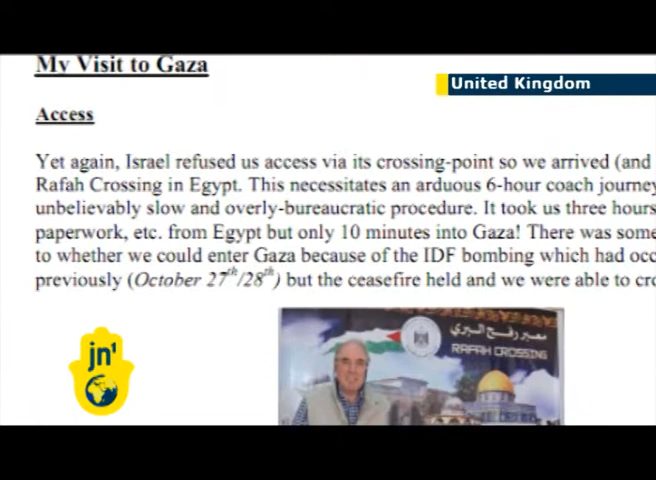 My Visit to Gaza
United Kingdom
Access
Yet again, Israel refused us access via its crossing-point so we arrived (and
Rafah Crossing in Egypt. This necessitates an arduous 6-hour coach journey
unbelievably slow and overly-bureaucratic procedure. It took us three hours
paperwork, etc. from Egypt but only 10 minutes into Gaza! There was some
to whether we could enter Gaza because of the IDF bombing which had occ
previously (October 27th/28th) but the ceasefire held and we were able to cro
معبر رفح البري
RAFAH CROSSING
jn1